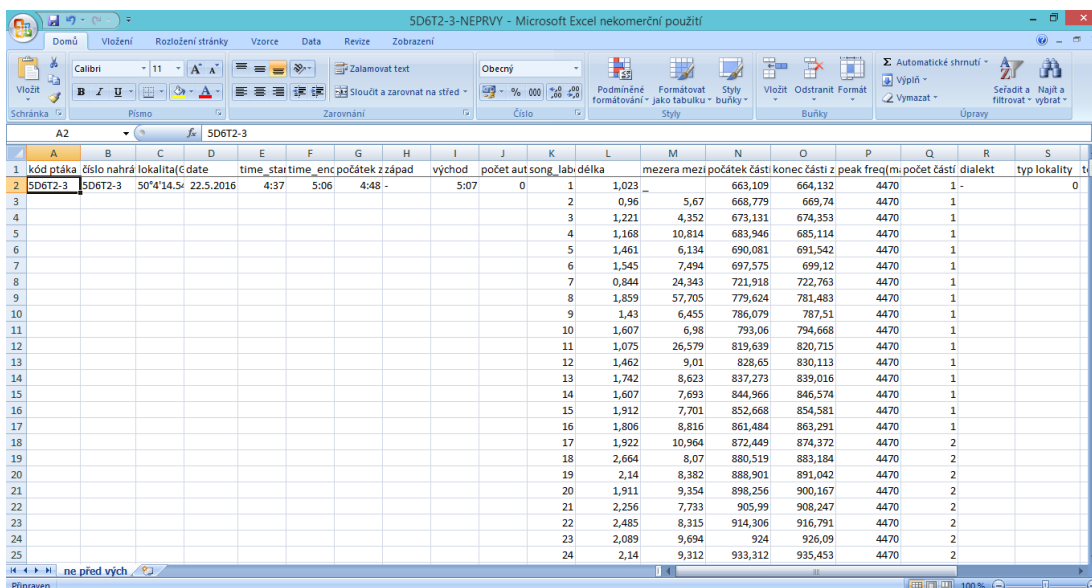 5D6T2-3-NEPRVY - Microsoft Excel nekomerční použití
Domů Vložení Rozložení stránky Vzorce Data Revize Zobrazení
Vložit Calibri 11 A A Zalamovat text Obecný Podmíněné formátování Formátovat jako tabulku Styly buňky Vložit Odstranit Formát Σ Automatické shrnutí Seřadit a filtrovat Najít a vybrat
B I U A Sloučit a zarovnat na střed % 000 Výplň
Vymazat
Schránka Písmo Zarovnání Číslo Styly Buňky Úpravy
A2 fx 5D6T2-3
A B C D E F G H I J K L M N O P Q R S
1 kód ptáka číslo nahrá lokalita(G date time_star time_enc počátek z západ východ počet aut song_labe délka mezera mezi počátek části konec části z peak freq(ma počet částí dialekt typ lokality
2 5D6T2-3 5D6T2-3 50°4'14.54 22.5.2016 4:37 5:06 4:48 - 5:07 0 1 1,023 _ 663,109 664,132 4470 1 - 0
3 2 0,96 5,67 668,779 669,74 4470 1
4 3 1,221 4,352 673,131 674,353 4470 1
5 4 1,168 10,814 683,946 685,114 4470 1
6 5 1,461 6,134 690,081 691,542 4470 1
7 6 1,545 7,494 697,575 699,12 4470 1
8 7 0,844 24,343 721,918 722,763 4470 1
9 8 1,859 57,705 779,624 781,483 4470 1
10 9 1,43 6,455 786,079 787,51 4470 1
11 10 1,607 6,98 793,06 794,668 4470 1
12 11 1,075 26,579 819,639 820,715 4470 1
13 12 1,462 9,01 828,65 830,113 4470 1
14 13 1,742 8,623 837,273 839,016 4470 1
15 14 1,607 7,693 844,966 846,574 4470 1
16 15 1,912 7,701 852,668 854,581 4470 1
17 16 1,806 8,816 861,484 863,291 4470 1
18 17 1,922 10,964 872,449 874,372 4470 2
19 18 2,664 8,07 880,519 883,184 4470 2
20 19 2,14 8,382 888,901 891,042 4470 2
21 20 1,911 9,354 898,256 900,167 4470 2
22 21 2,256 7,733 905,99 908,247 4470 2
23 22 2,485 8,315 914,306 916,791 4470 2
24 23 2,089 9,694 924 926,09 4470 2
25 24 2,14 9,312 933,312 935,453 4470 2
ne před vých
Připraven 100 %